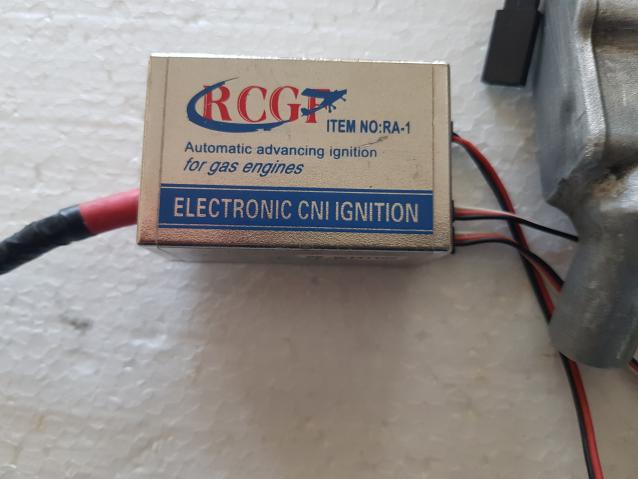 RCGF
ITEM NO:RA-1
Automatic advancing ignition
for gas engines
ELECTRONIC CNI IGNITION